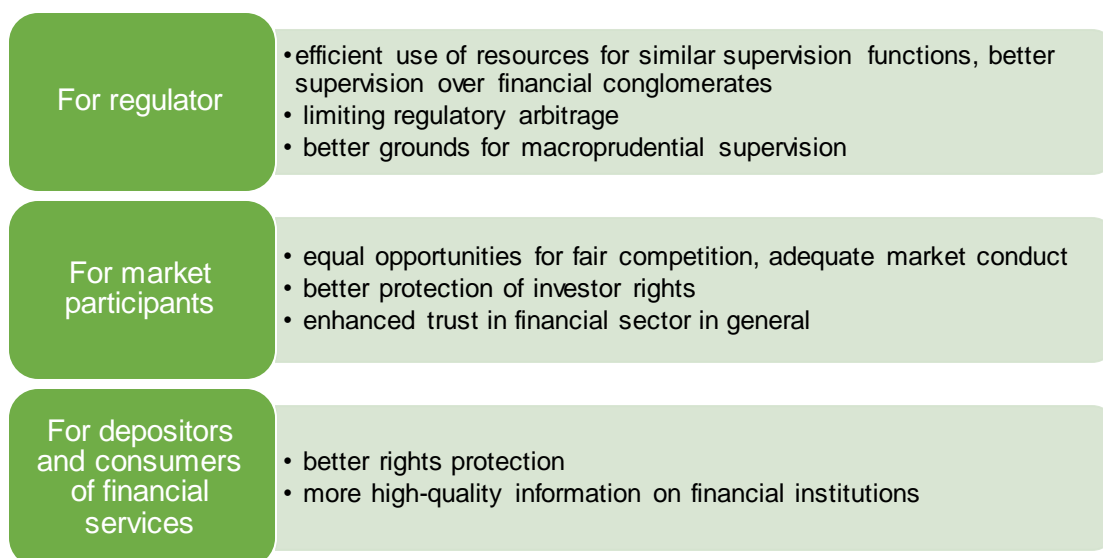 For regulator
•efficient use of resources for similar supervision functions, better
supervision over financial conglomerates
• limiting regulatory arbitrage
• better grounds for macroprudential supervision
For market
participants
• equal opportunities for fair competition, adequate market conduct
• better protection of investor rights
• enhanced trust in financial sector in general
For depositors
and consumers
of financial
services
• better rights protection
• more high-quality information on financial institutions